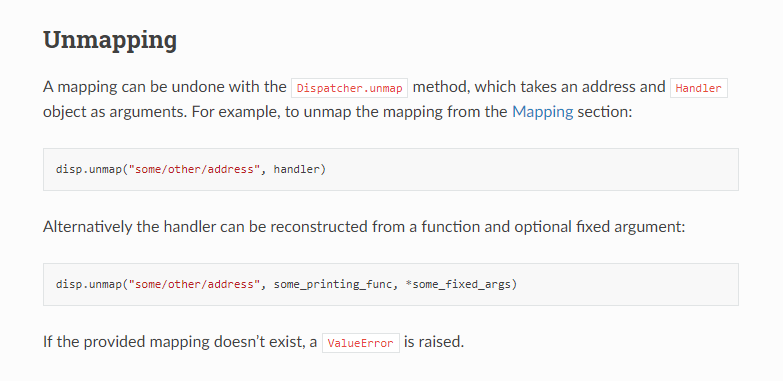 Unmapping
A mapping can be undone with the Dispatcher.unmap method, which takes an address and Handler
object as arguments. For example, to unmap the mapping from the Mapping section:
disp.unmap("some/other/address", handler)
Alternatively the handler can be reconstructed from a function and optional fixed argument:
disp.unmap("some/other/address", some_printing_func, *some_fixed_args)
If the provided mapping doesn’t exist, a ValueError is raised.